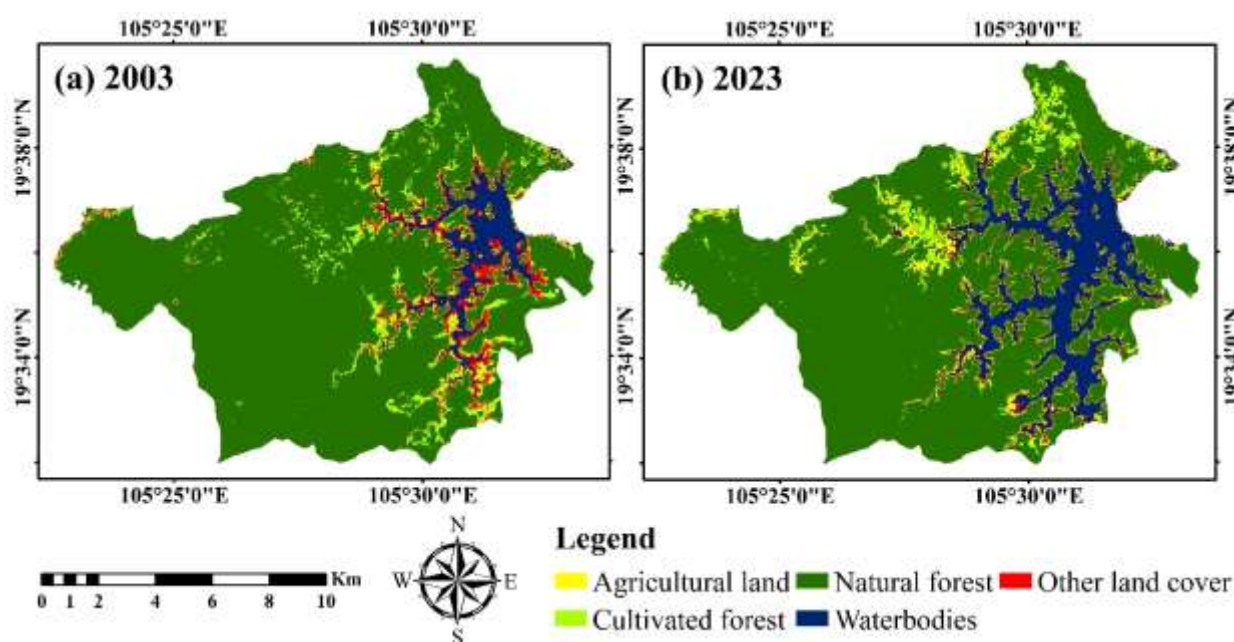 105°25'0"E 105°30'0"E 105°25'0"E 105°30'0"E
(a) 2003 (b) 2023
19°38'0"N 19°38'0"N
19°34'0"N 19°34'0"N
105°25'0"E 105°30'0"E 105°25'0"E 105°30'0"E
N
W E
S
Km
0 1 2 4 6 8 10
Legend
Agricultural land Natural forest Other land cover
Cultivated forest Waterbodies